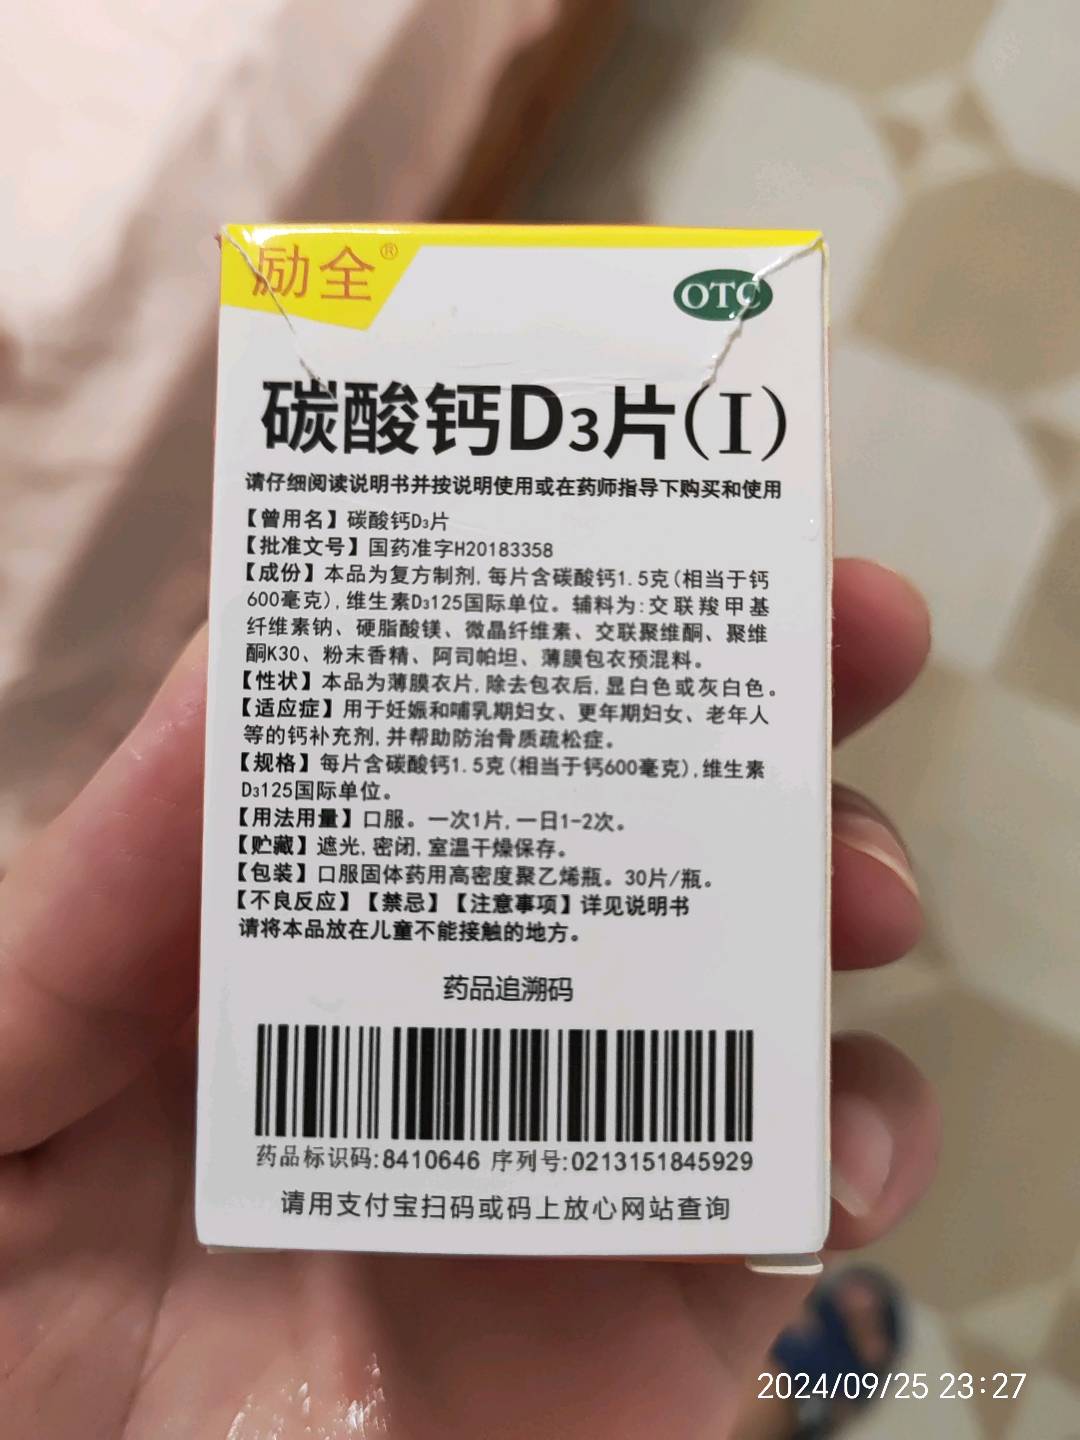 励全®
OTC
碳酸钙D3片(I)
请仔细阅读说明书并按说明使用或在药师指导下购买和使用
【曾用名】碳酸钙D3片
【批准文号】国药准字H20183358
【成份】本品为复方制剂,每片含碳酸钙1.5克(相当于钙
600毫克),维生素D3125国际单位。辅料为:交联羧甲基
纤维素钠、硬脂酸镁、微晶纤维素、交联聚维酮、聚维
酮K30、粉末香精、阿司帕坦、薄膜包衣预混料。
【性状】本品为薄膜衣片,除去包衣后,显白色或灰白色。
【适应症】用于妊娠和哺乳期妇女、更年期妇女、老年人
等的钙补充剂,并帮助防治骨质疏松症。
【规格】每片含碳酸钙1.5克(相当于钙600毫克),维生素
D3125国际单位。
【用法用量】口服。一次1片,一日1-2次。
【贮藏】遮光,密闭,室温干燥保存。
【包装】口服固体药用高密度聚乙烯瓶。30片/瓶。
【不良反应】【禁忌】【注意事项】详见说明书
请将本品放在儿童不能接触的地方。
药品追溯码
药品标识码:8410646 序列号:0213151845929
请用支付宝扫码或码上放心网站查询
2024/09/25 23:27